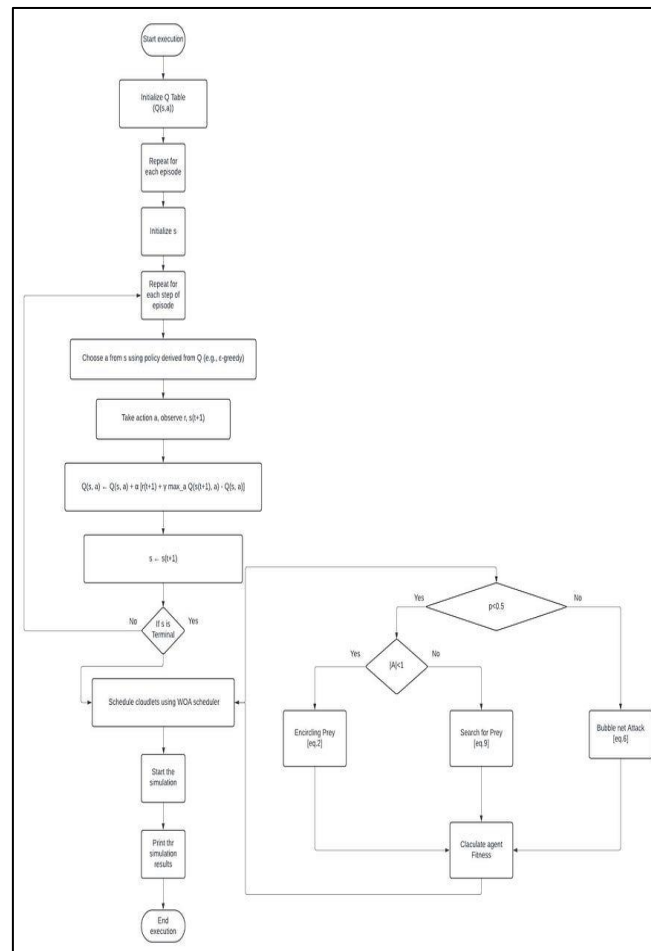 Start execution
Initialize Q Table
(Q(s,a))
Repeat for
each episode
Initialize s
Repeat for
each step of
episode
Choose a from s using policy derived from Q (e.g., ε-greedy)
Take action a, observe r, s(t+1)
Q(s, a) ← Q(s, a) + α [r(t+1) + γ max_a Q(s(t+1), a) - Q(s, a)]
s ← s(t+1)
No
If s is
Terminal
Yes
Schedule cloudlets using WOA scheduler
Start the
simulation
Print thr
simulation
results
End
execution
Yes
p<0.5
No
Yes
|A|<1
No
Encircling Prey
[eq.2]
Search for Prey
[eq.9]
Bubble net Attack
[eq.6]
Claculate agent
Fitness